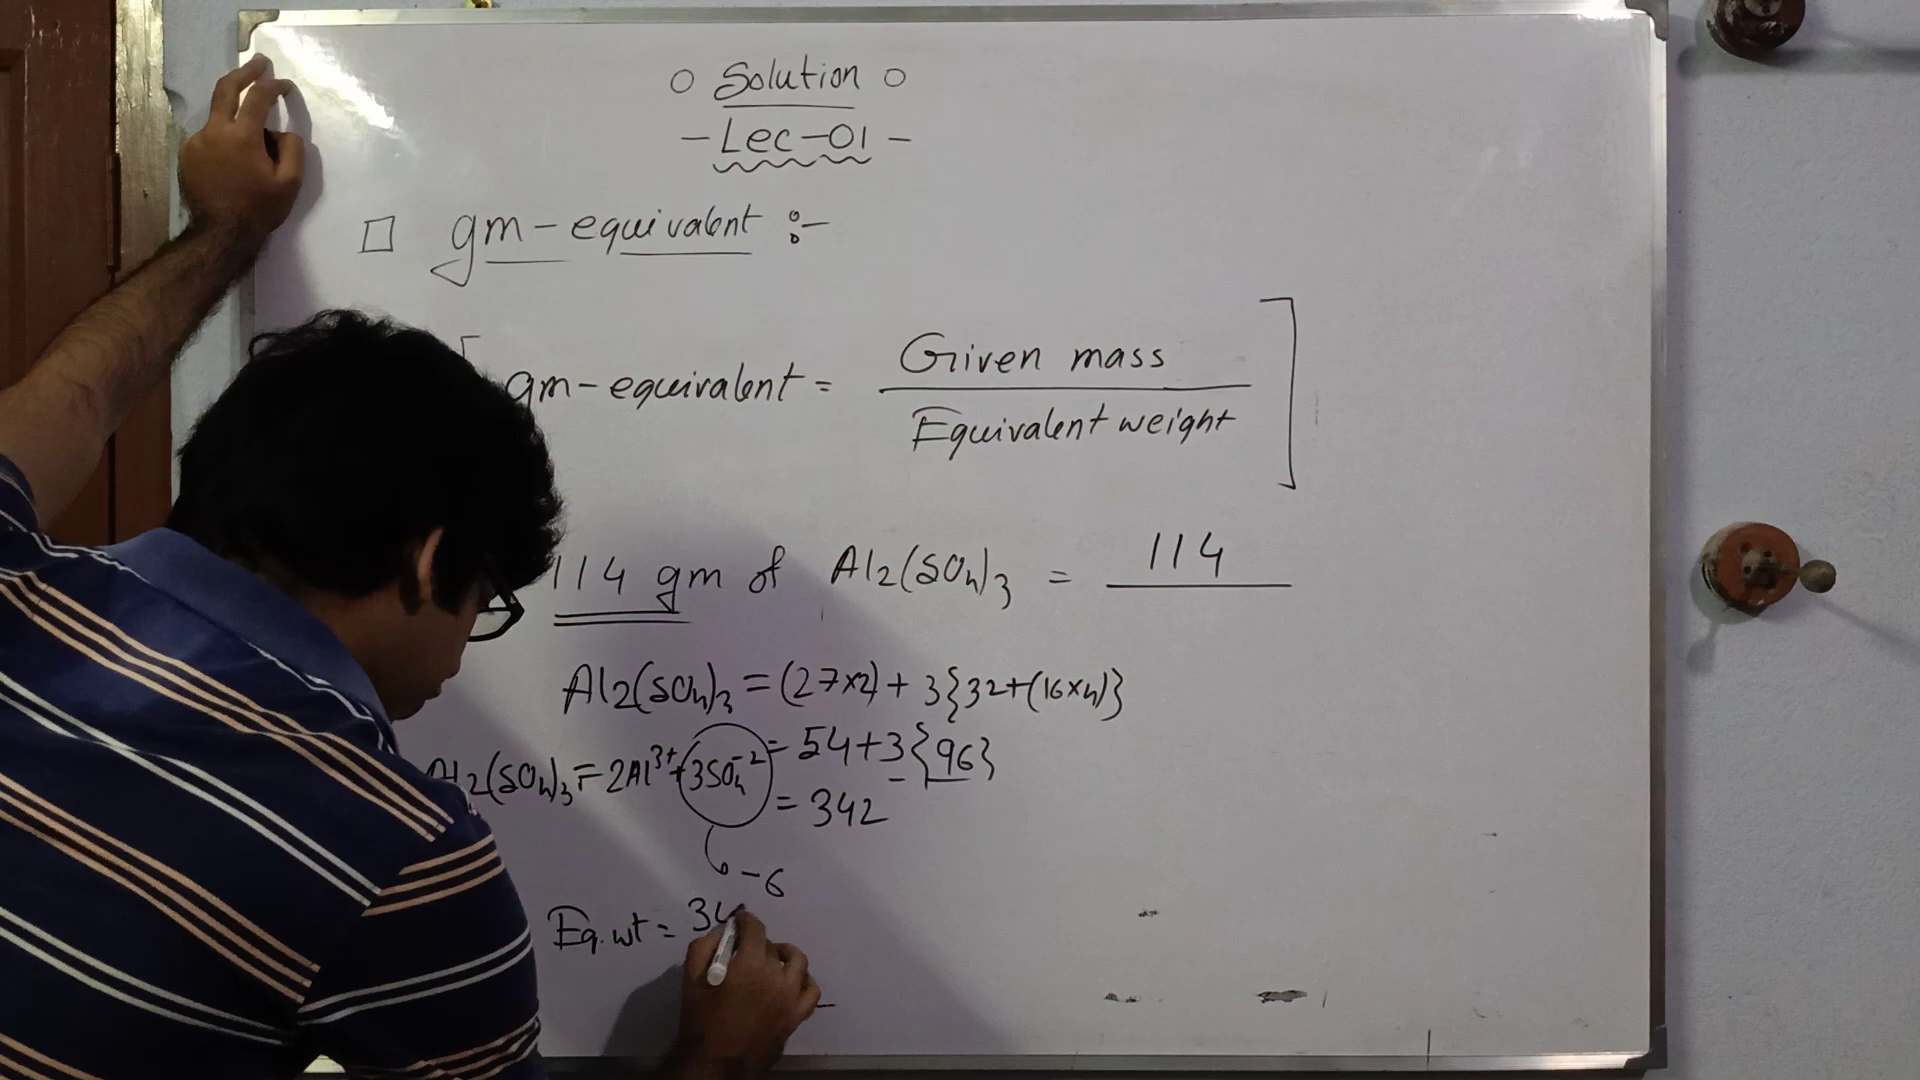 Solution
-Lec-01-
gm-equivalent :-
gm-equivalent = Given mass / Equivalent weight
114 gm of Al2(SO4)3 = 114
Al2(SO4)3 = (27×2) + 3{32+(16×4)}
= 54+3{96}
Al2(SO4)3 = 2Al³⁺ + 3SO4⁻²
= 342
-6
Eq. wt = 34